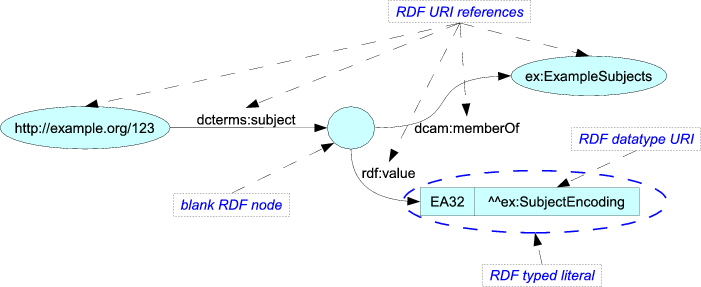 RDF URI references
ex:ExampleSubjects
http://example.org/123
dcterms:subject
dcam:memberOf
RDF datatype URI
rdf:value
blank RDF node
EA32
^^ex:SubjectEncoding
RDF typed literal